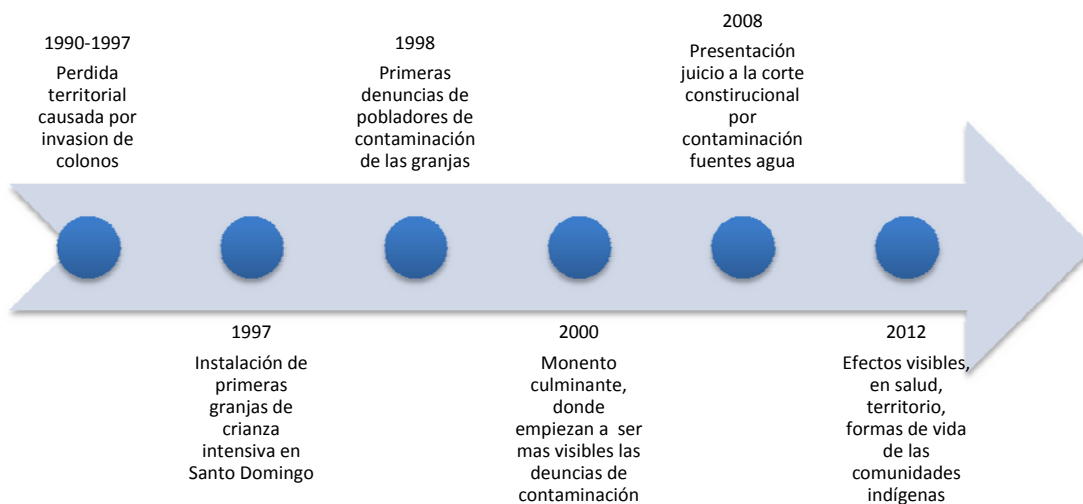 1990-1997
Perdida
territorial
causada por
invasion de
colonos
1997
Instalación de
primeras
granjas de
crianza
intensiva en
Santo Domingo
1998
Primeras
denuncias de
pobladores de
contaminación
de las granjas
2000
Monento
culminante,
donde
empiezan a ser
mas visibles las
deuncias de
contaminación
2008
Presentación
juicio a la corte
constirucional
por
contaminación
fuentes agua
2012
Efectos visibles,
en salud,
territorio,
formas de vida
de las
comunidades
indígenas